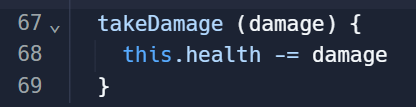 67 takeDamage (damage) {
68 this.health -= damage
69 }